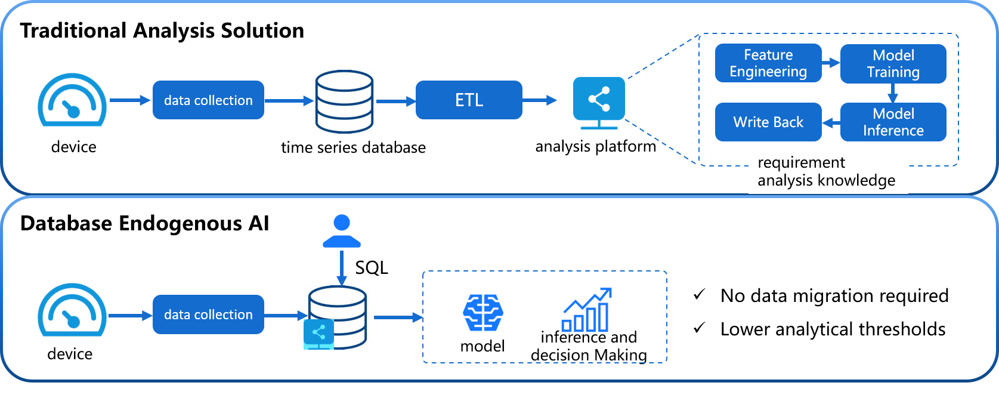 Traditional Analysis Solution
device
data collection
time series database
ETL
analysis platform
Feature
Engineering
Model
Training
Write Back
Model
Inference
requirement
analysis knowledge
Database Endogenous AI
SQL
device
data collection
model
inference and
decision Making
✓ No data migration required
✓ Lower analytical thresholds